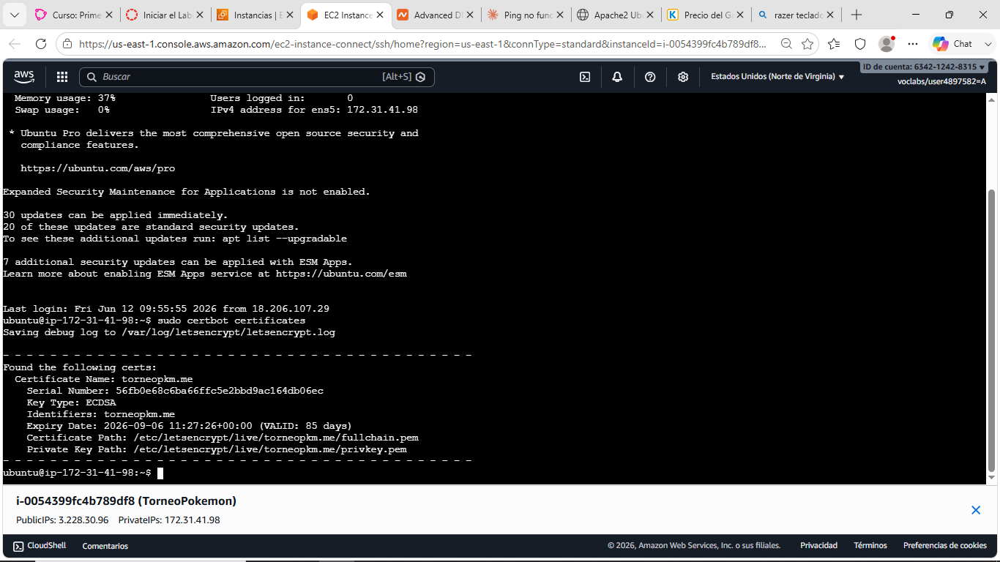 Curso: Prime
Iniciar el Lab
Instancias | E
EC2 Instance
Advanced D
Ping no func
Apache2 Ub
Precio del Ga
razer teclado
https://us-east-1.console.aws.amazon.com/ec2-instance-connect/ssh/home?region=us-east-1&connType=standard&instanceId=i-0054399fc4b789df8...
Chat
aws
Buscar
[Alt+S]
Estados Unidos (Norte de Virginia)
ID de cuenta: 6342-1242-8315
voclabs/user4897582=A
Memory usage: 37% Users logged in: 0
Swap usage: 0% IPv4 address for ens5: 172.31.41.98
* Ubuntu Pro delivers the most comprehensive open source security and
compliance features.
https://ubuntu.com/aws/pro
Expanded Security Maintenance for Applications is not enabled.
30 updates can be applied immediately.
20 of these updates are standard security updates.
To see these additional updates run: apt list --upgradable
7 additional security updates can be applied with ESM Apps.
Learn more about enabling ESM Apps service at https://ubuntu.com/esm
Last login: Fri Jun 12 09:55:55 2026 from 18.206.107.29
ubuntu@ip-172-31-41-98:~$ sudo certbot certificates
Saving debug log to /var/log/letsencrypt/letsencrypt.log
- - - - - - - - - - - - - - - - - - - - - - - - - - - - - - - - - - - - - - - -
Found the following certs:
Certificate Name: torneopkm.me
Serial Number: 56fb0e68c6ba66ffc5e2bbd9ac164db06ec
Key Type: ECDSA
Identifiers: torneopkm.me
Expiry Date: 2026-09-06 11:27:26+00:00 (VALID: 85 days)
Certificate Path: /etc/letsencrypt/live/torneopkm.me/fullchain.pem
Private Key Path: /etc/letsencrypt/live/torneopkm.me/privkey.pem
- - - - - - - - - - - - - - - - - - - - - - - - - - - - - - - - - - - - - - - -
ubuntu@ip-172-31-41-98:~$
i-0054399fc4b789df8 (TorneoPokemon)
PublicIPs: 3.228.30.96 PrivateIPs: 172.31.41.98
CloudShell
Comentarios
© 2026, Amazon Web Services, Inc. o sus filiales.
Privacidad
Términos
Preferencias de cookies